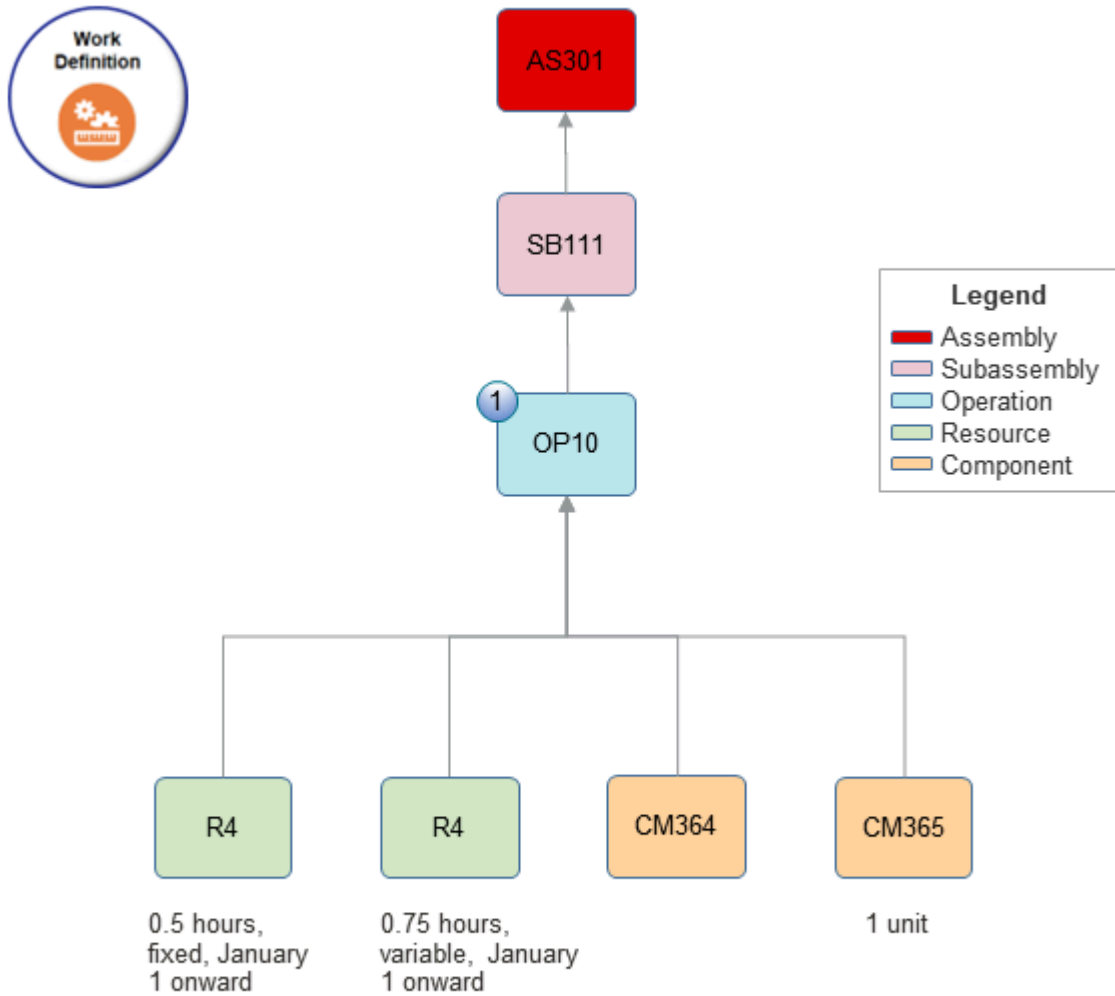 Work
Definition
AS301
SB111
Legend
Assembly
Subassembly
Operation
Resource
Component
1
OP10
R4
R4
CM364
CM365
0.5 hours,
fixed, January
1 onward
0.75 hours,
variable, January
1 onward
1 unit